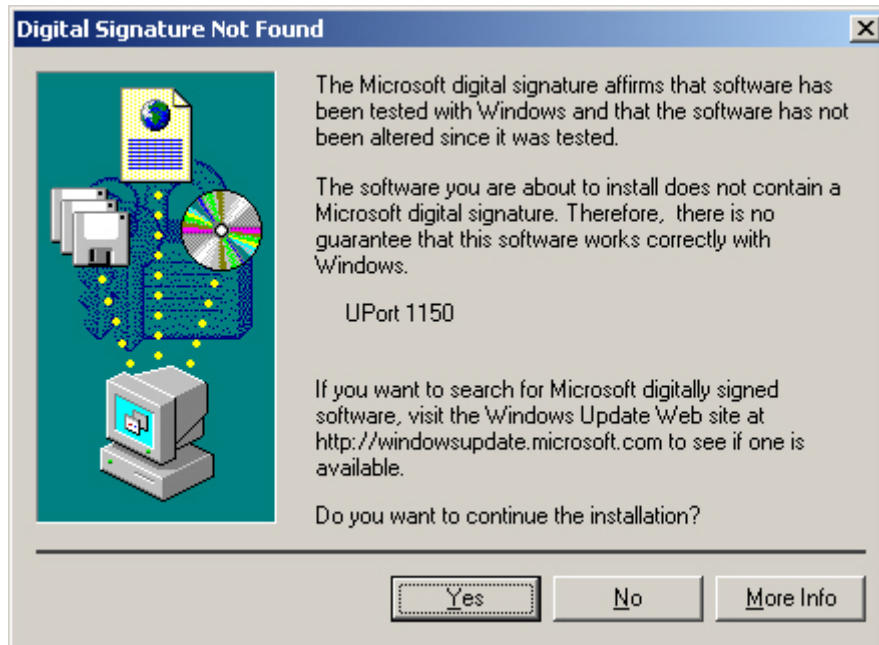 Digital Signature Not Found
The Microsoft digital signature affirms that software has
been tested with Windows and that the software has not
been altered since it was tested.
The software you are about to install does not contain a
Microsoft digital signature. Therefore,  there is no
guarantee that this software works correctly with
Windows.
UPort 1150
If you want to search for Microsoft digitally signed
software, visit the Windows Update Web site at
http://windowsupdate.microsoft.com to see if one is
available.
Do you want to continue the installation?
Yes No More Info